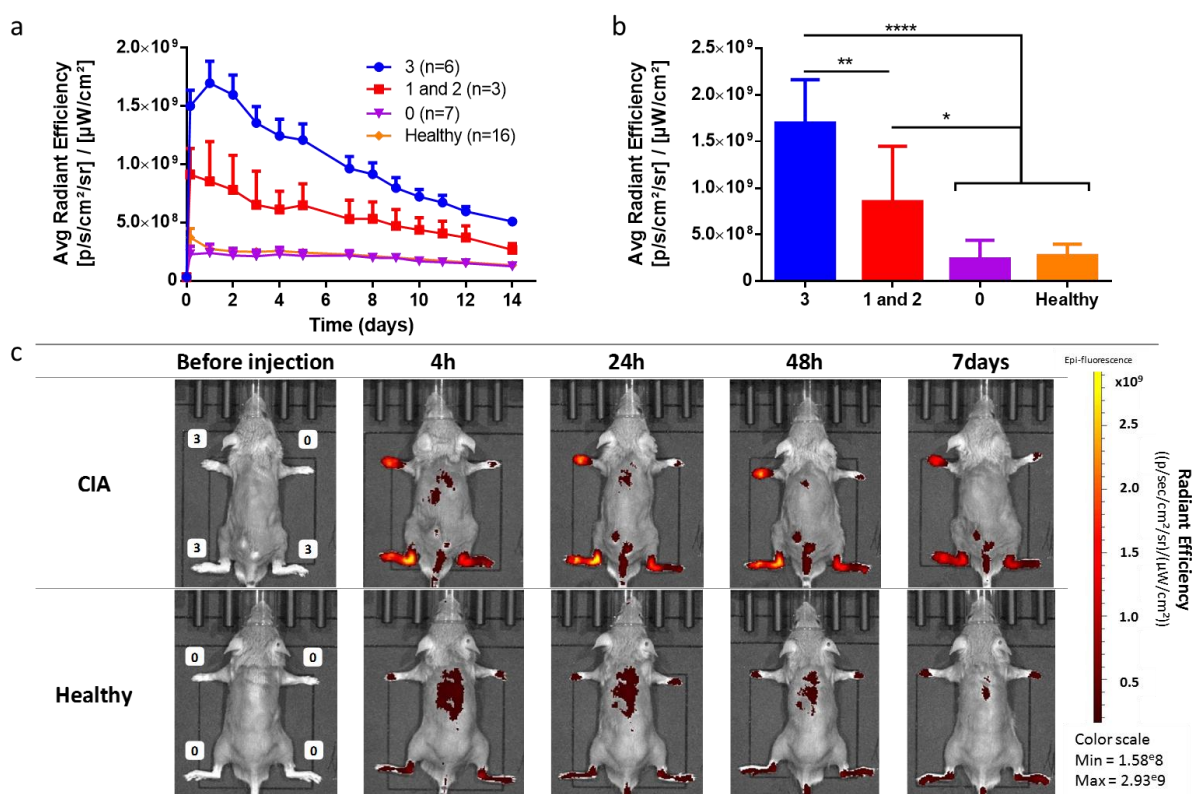 a
Avg Radiant Efficiency
[p/s/cm²/sr] / [µW/cm²]
2.0×10⁹
1.5×10⁹
1.0×10⁹
5.0×10⁸
0
3 (n=6)
1 and 2 (n=3)
0 (n=7)
Healthy (n=16)
0 2 4 6 8 10 12 14
Time (days)
b
Avg Radiant Efficiency
[p/s/cm²/sr] / [µW/cm²]
2.5×10⁹
2.0×10⁹
1.5×10⁹
1.0×10⁹
5.0×10⁸
0
****
**
*
3 1 and 2 0 Healthy
c
Before injection 4h 24h 48h 7days
CIA
3 0
3 3
Healthy
0 0
0 0
Epi-fluorescence
x10⁹
2.5
2.0
1.5
1.0
0.5
Radiant Efficiency
((p/sec/cm²/sr)/(µW/cm²))
Color scale
Min = 1.58ᵉ8
Max = 2.93ᵉ9